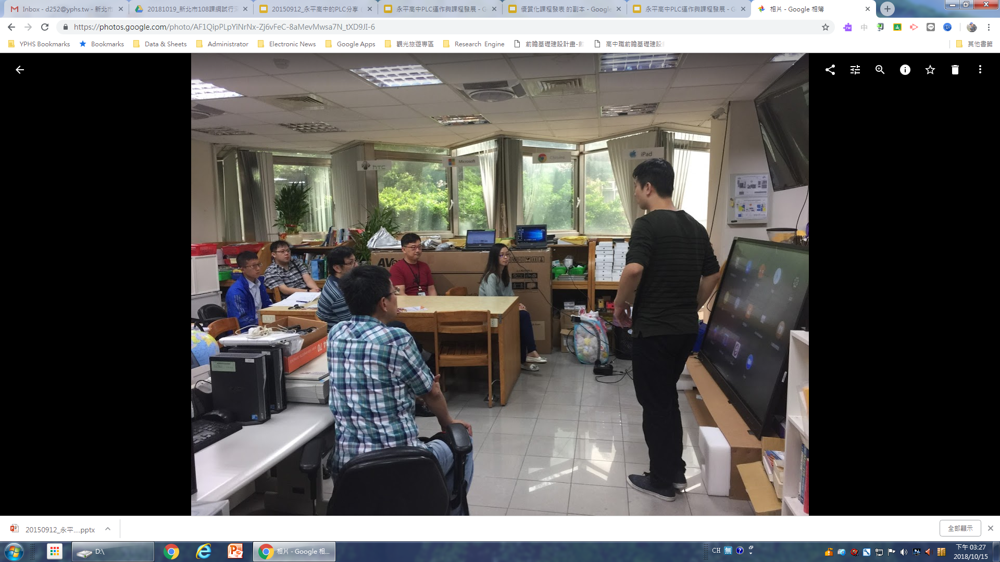 Inbox - d252@yphs.tw - 新北市
20181019_新北市108課綱試行
20150912_永平高中的PLC分享
永平高中PLC運作與課程發展 - G
優質化課程發表 的副本 - Google
永平高中PLC運作與課程發展 - G
相片 - Google 相簿
https://photos.google.com/photo/AF1QipPLpYiNrNx-Zj6vFeC-8aMevMwsa7N_tXD9JI-6
YPHS Bookmarks
Bookmarks
Data & Sheets
Administrator
Electronic News
Google Apps
觀光旅遊專區
Research Engine
前瞻基礎建設計畫-數
高中職前瞻基礎建設
其他書籤
hTC
Microsoft
Chrome
iPad
20150912_永平....pptx
全部顯示
D:\
相片 - Google 相...
CH
無
下午 03:27
2018/10/15